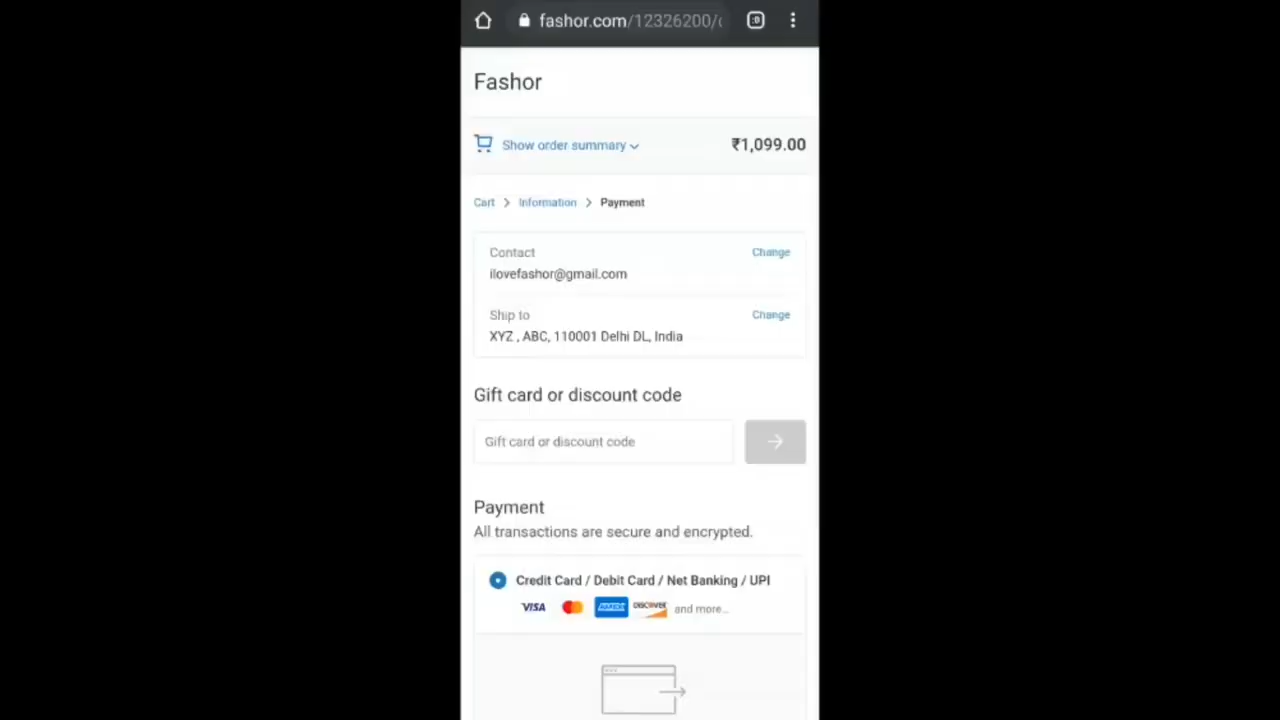 fashor.com/12326200/
:D
Fashor
Show order summary ₹1,099.00
Cart > Information > Payment
Contact Change
ilovefashor@gmail.com
Ship to Change
XYZ , ABC, 110001 Delhi DL, India
Gift card or discount code
Gift card or discount code
Payment
All transactions are secure and encrypted.
Credit Card / Debit Card / Net Banking / UPI
VISA AMEX DISCOVER and more...